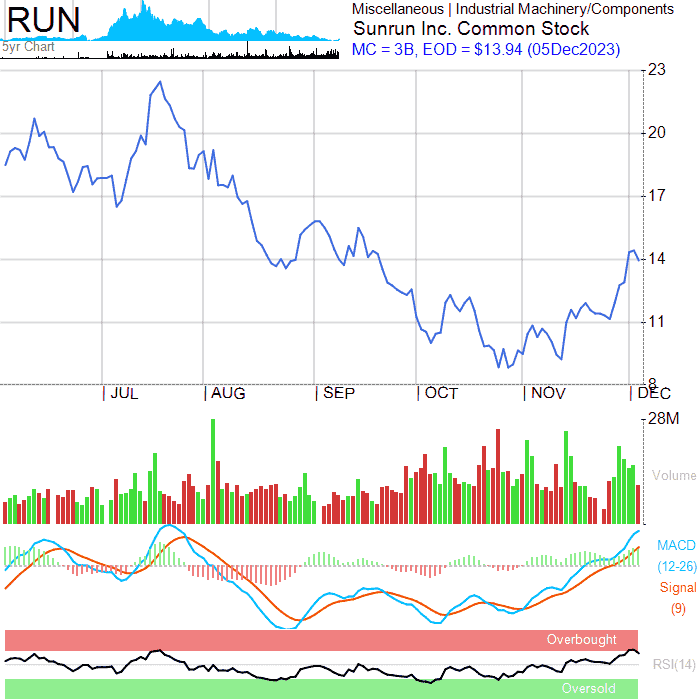 RUN
5yr Chart
Miscellaneous | Industrial Machinery/Components
Sunrun Inc. Common Stock
MC = 3B, EOD = $13.94 (05Dec2023)
23
20
17
14
11
8
| JUL
| AUG
| SEP
| OCT
| NOV
| DEC
28M
Volume
MACD
(12-26)
Signal
(9)
Overbought
RSI(14)
Oversold